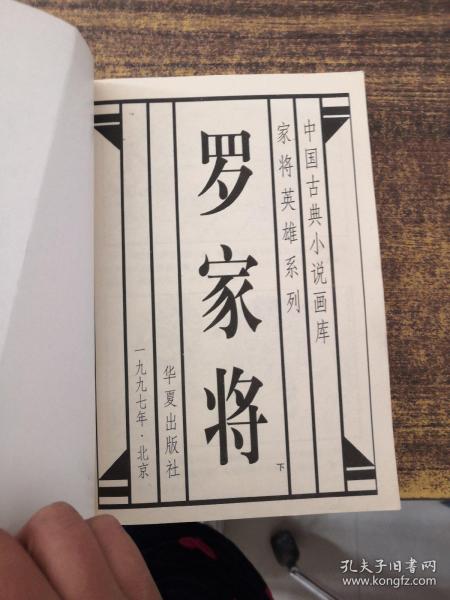 中国古典小说画库
家将英雄系列
罗家将
下
华夏出版社
一九九七年·北京
孔夫子旧书网
www.kongfz.com